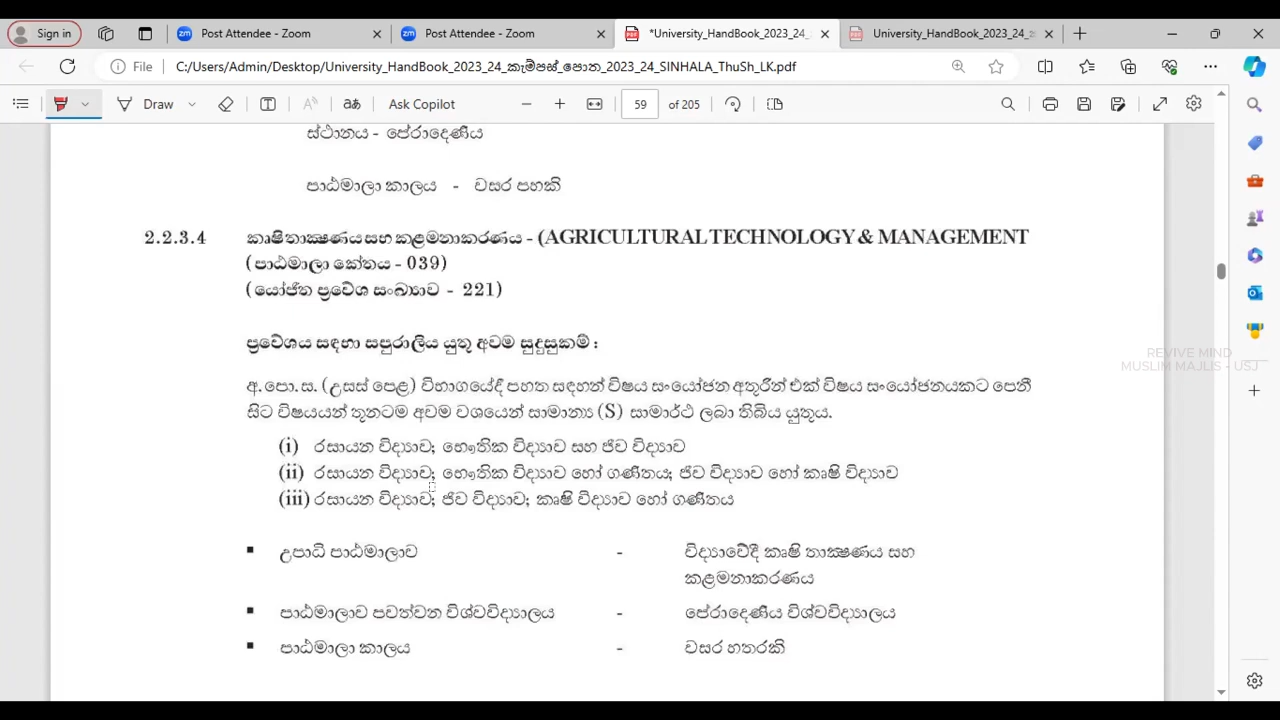 Sign in
Post Attendee - Zoom
Post Attendee - Zoom
*University_HandBook_2023_24_
University_HandBook_2023_24_
File
C:/Users/Admin/Desktop/University_HandBook_2023_24_කැම්පස්_පොත_2023_24_SINHALA_ThuSh_LK.pdf
Draw
Ask Copilot
59 of 205
ස්ථානය - පේරාදෙණිය
පාඨමාලා කාලය - වසර පහකි
2.2.3.4 කෘෂි තාක්ෂණය සහ කළමනාකරණය - (AGRICULTURAL TECHNOLOGY & MANAGEMENT
(පාඨමාලා කේතය - 039)
(යෝජිත ප්‍රවේශ සංඛ්‍යාව - 221)
ප්‍රවේශය සඳහා සපුරාලිය යුතු අවම සුදුසුකම් :
අ. පො. ස. (උසස් පෙළ) විභාගයේදී පහත සඳහන් විෂය සංයෝජන අතුරින් එක් විෂය සංයෝජනයකට පෙනී
සිට විෂයයන් තුනටම අවම වශයෙන් සාමාන්‍ය (S) සාමාර්ථ ලබා තිබිය යුතුය.
(i) රසායන විද්‍යාව; භෞතික විද්‍යාව සහ ජීව විද්‍යාව
(ii) රසායන විද්‍යාව; භෞතික විද්‍යාව හෝ ගණිතය; ජීව විද්‍යාව හෝ කෘෂි විද්‍යාව
(iii) රසායන විද්‍යාව; ජීව විද්‍යාව; කෘෂි විද්‍යාව හෝ ගණිතය
▪ උපාධි පාඨමාලාව - විද්‍යාවේදී කෘෂි තාක්ෂණය සහ
කළමනාකරණය
▪ පාඨමාලාව පවත්වන විශ්වවිද්‍යාලය - පේරාදෙණිය විශ්වවිද්‍යාලය
▪ පාඨමාලා කාලය - වසර හතරකි
REVIVE MIND
MUSLIM MAJLIS - USJ